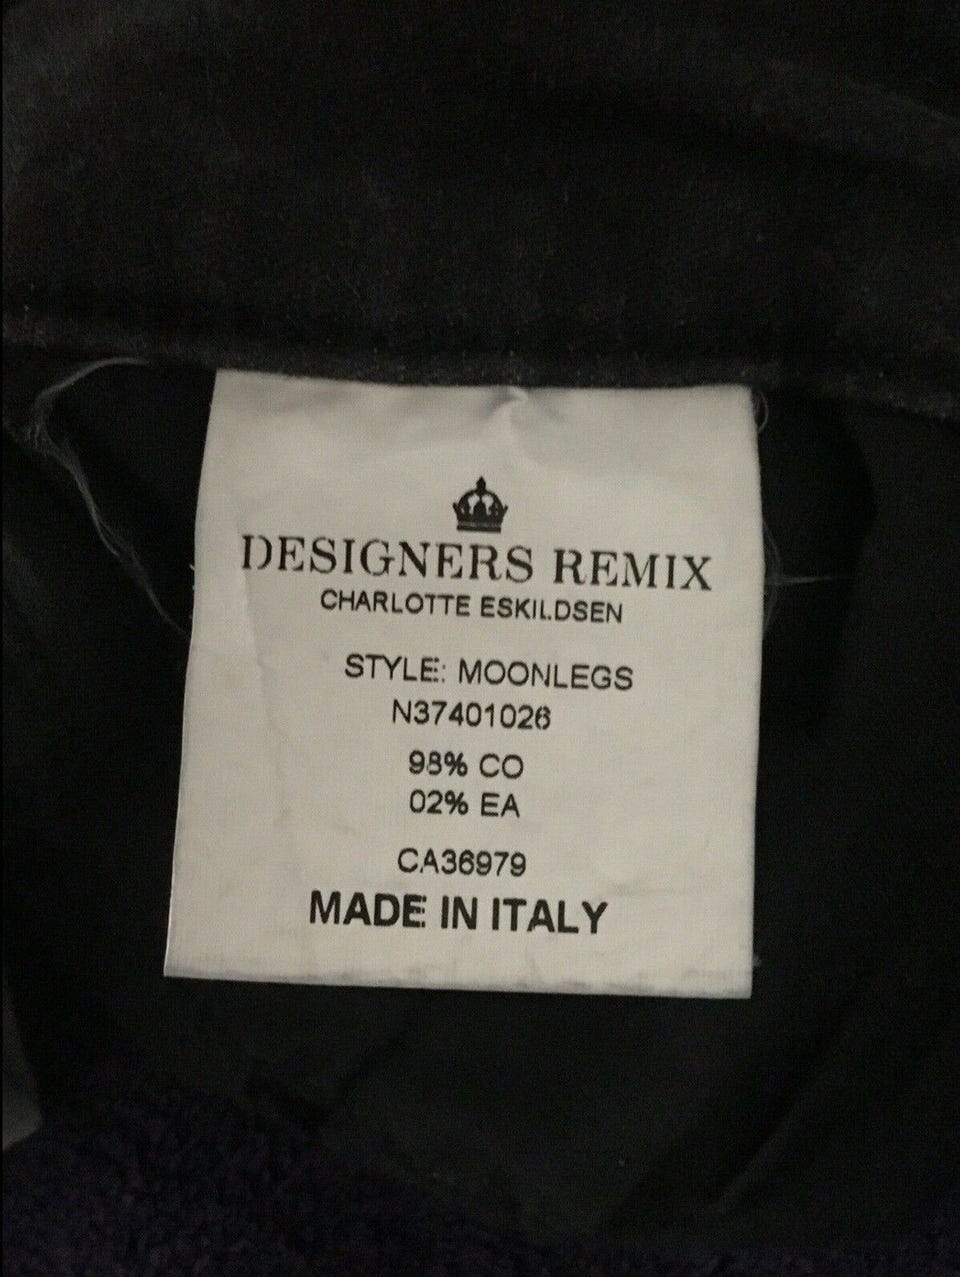 DESIGNERS REMIX
CHARLOTTE ESKILDSEN
STYLE: MOONLEGS
N37401026
98% CO
02% EA
CA36979
MADE IN ITALY